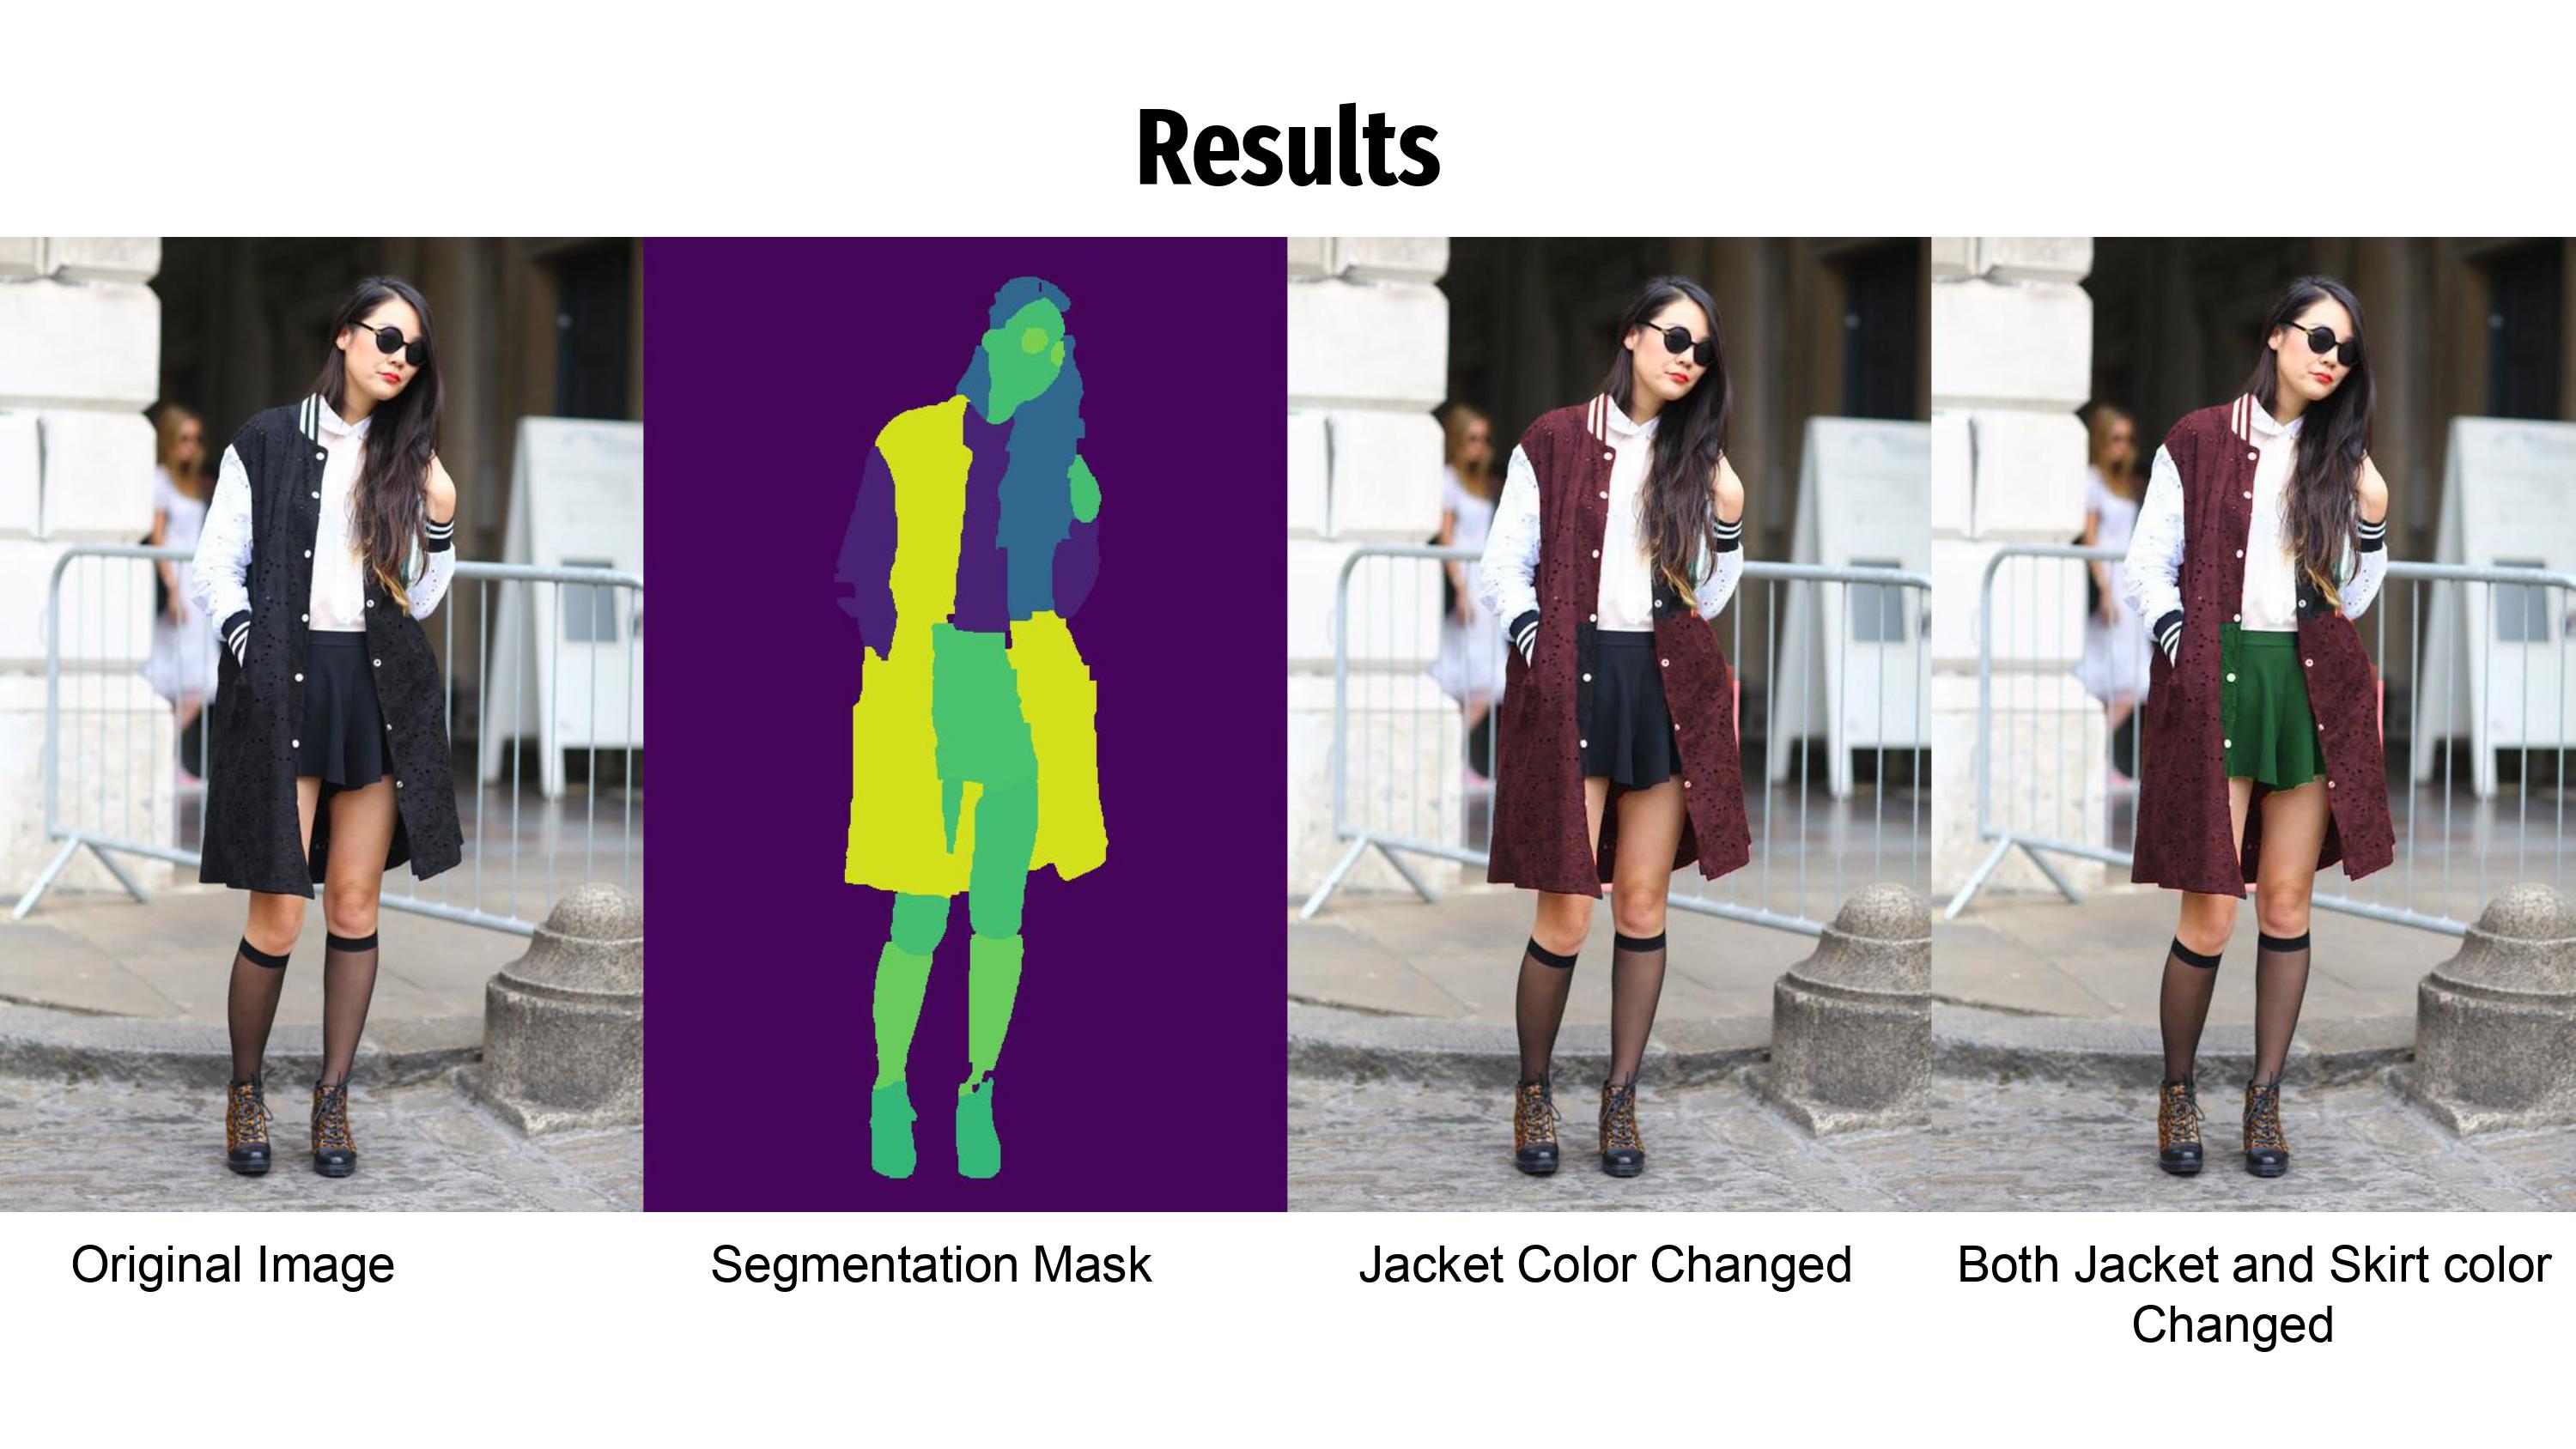 Results
Original Image
Segmentation Mask
Jacket Color Changed
Both Jacket and Skirt color
Changed